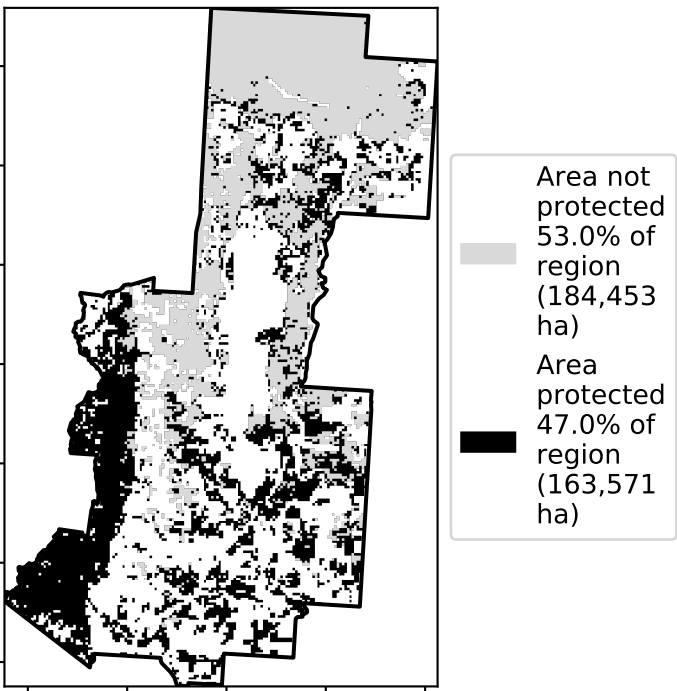 Area not
protected
53.0% of
region
(184,453
ha)
Area
protected
47.0% of
region
(163,571
ha)